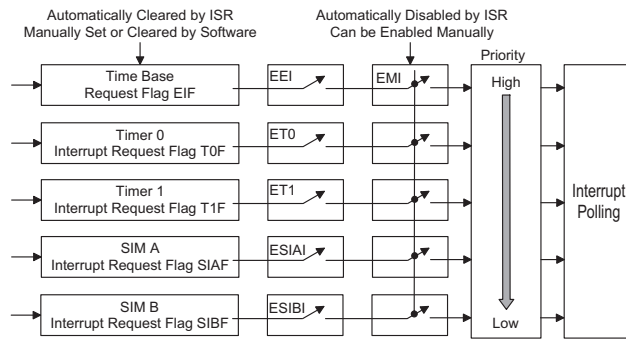 Automatically Cleared by ISR
Manually Set or Cleared by Software
Automatically Disabled by ISR
Can be Enabled Manually
Priority
Time Base
Request Flag EIF
EEI
EMI
High
Timer 0
Interrupt Request Flag T0F
ET0
Timer 1
Interrupt Request Flag T1F
ET1
Interrupt
Polling
SIM A
Interrupt Request Flag SIAF
ESIAI
SIM B
Interrupt Request Flag SIBF
ESIBI
Low